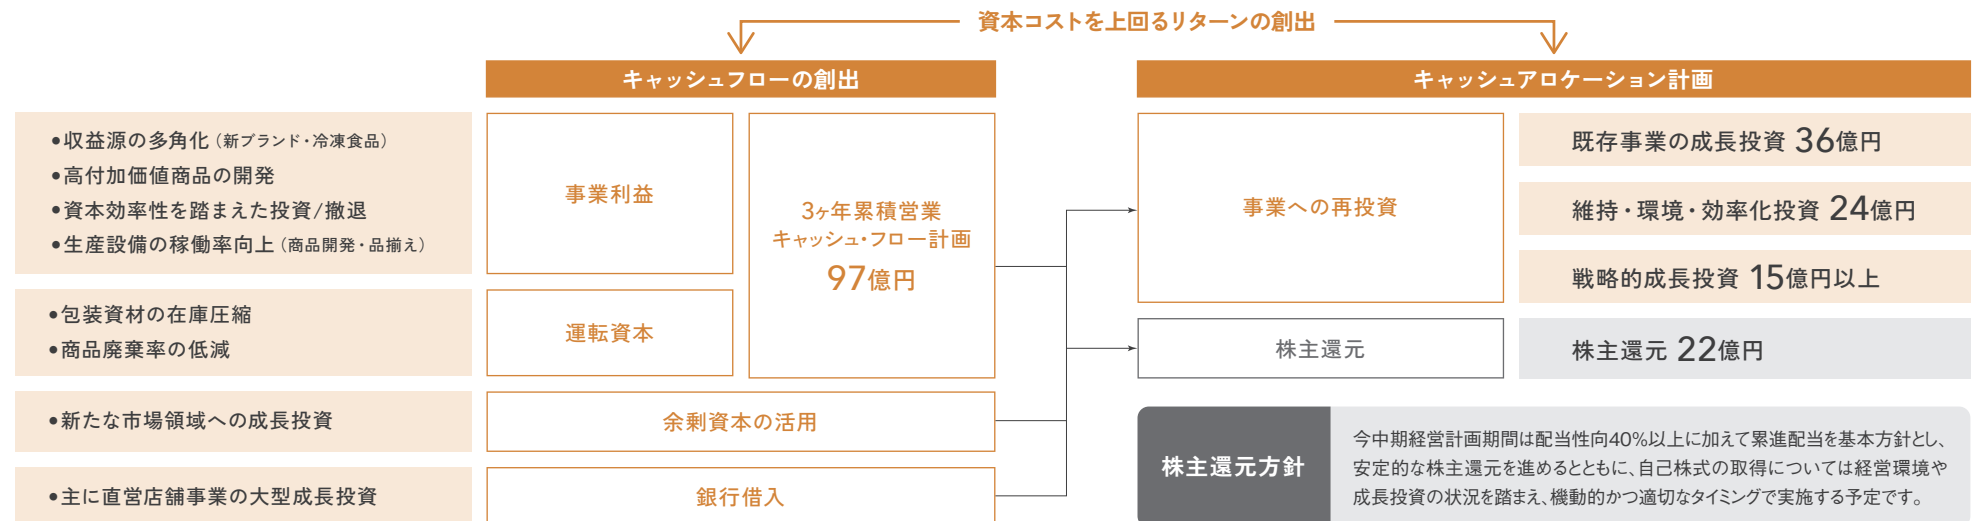 資本コストを上回るリターンの創出
キャッシュフローの創出
キャッシュアロケーション計画
•収益源の多角化（新ブランド・冷凍食品）
•高付加価値商品の開発
•資本効率性を踏まえた投資/撤退
•生産設備の稼働率向上（商品開発・品揃え）
事業利益
3ヶ年累積営業
キャッシュ・フロー計画
97億円
•包装資材の在庫圧縮
•商品廃棄率の低減
運転資本
•新たな市場領域への成長投資
余剰資本の活用
•主に直営店舗事業の大型成長投資
銀行借入
事業への再投資
既存事業の成長投資 36億円
維持・環境・効率化投資 24億円
戦略的成長投資 15億円以上
株主還元
株主還元 22億円
株主還元方針
今中期経営計画期間は配当性向40%以上に加えて累進配当を基本方針とし、
安定的な株主還元を進めるとともに、自己株式の取得については経営環境や
成長投資の状況を踏まえ、機動的かつ適切なタイミングで実施する予定です。